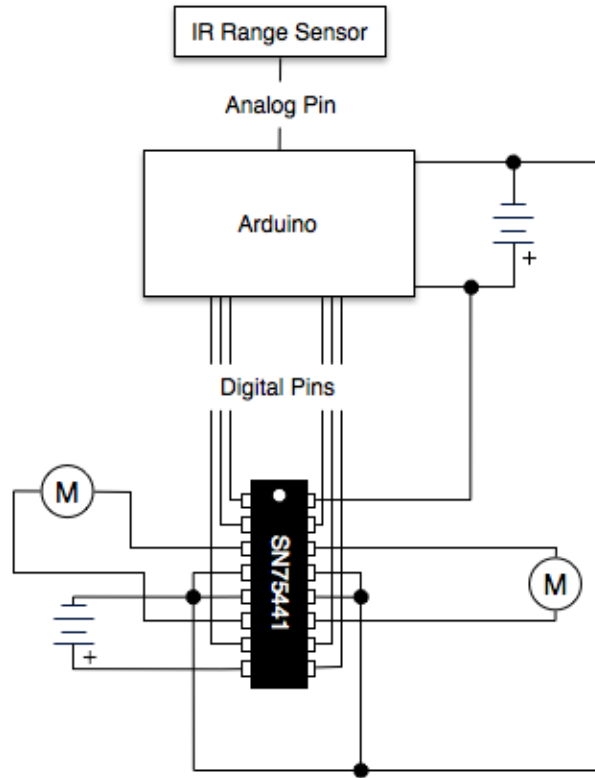 IR Range Sensor
Analog Pin
Arduino
+
Digital Pins
M
SN75441
M
+